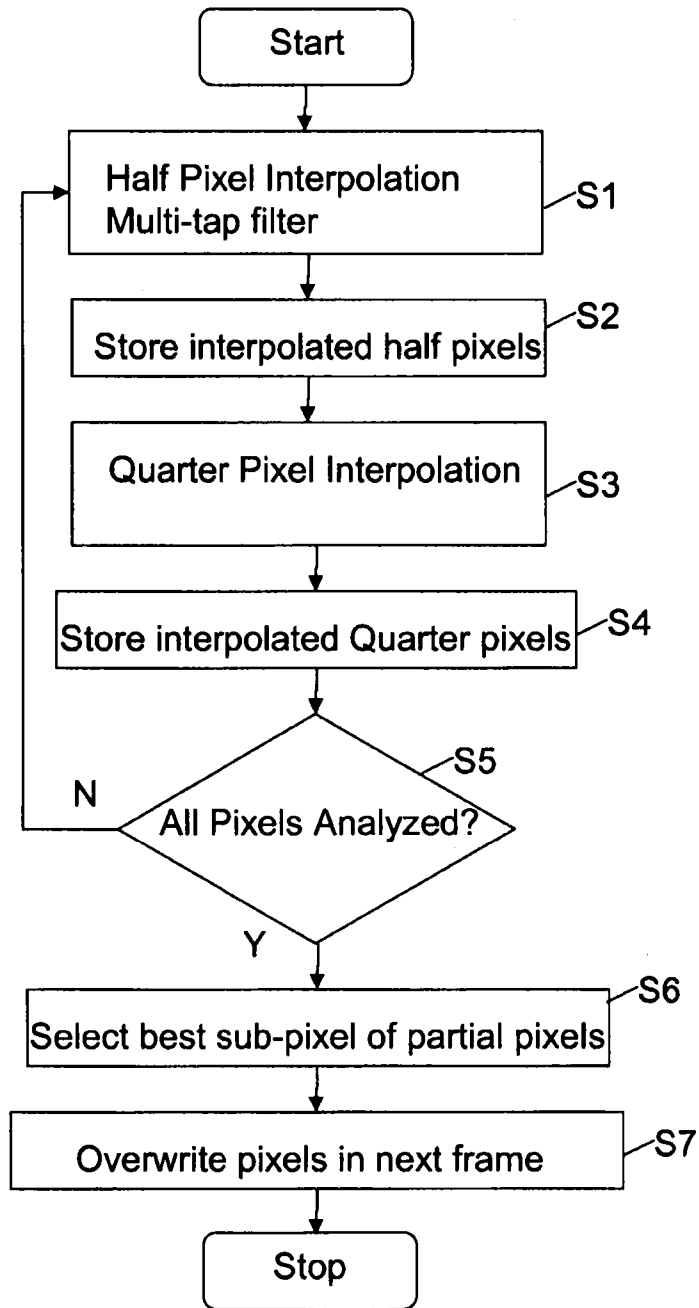 Start
Half Pixel Interpolation
Multi-tap filter
S1
S2
Store interpolated half pixels
Quarter Pixel Interpolation
S3
Store interpolated Quarter pixels
S4
S5
N
All Pixels Analyzed?
Y
S6
Select best sub-pixel of partial pixels
S7
Overwrite pixels in next frame
Stop